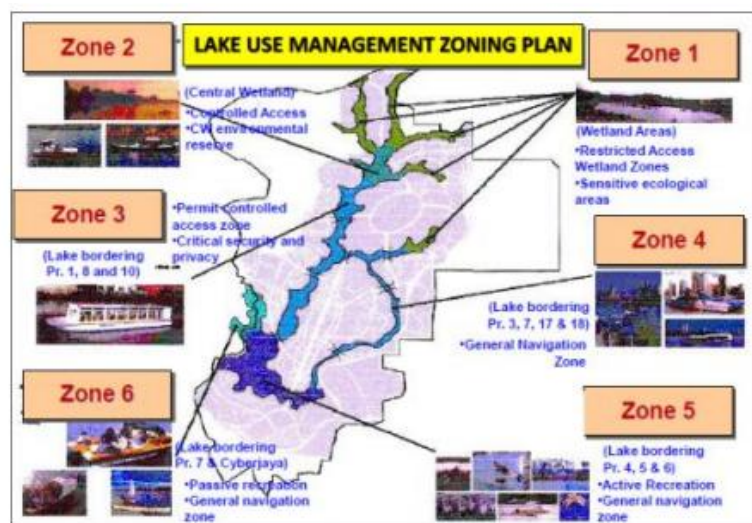 LAKE USE MANAGEMENT ZONING PLAN
Zone 2
(Central Wetland)
•Controlled Access
•CW environmental
reserve
Zone 1
(Wetland Areas)
•Restricted Access
Wetland Zones
•Sensitive ecological
areas
Zone 3
(Lake bordering
Pr. 1, 8 and 10)
•Permit controlled
access zone
•Critical security and
privacy
Zone 4
(Lake bordering
Pr. 3, 7, 17 & 18)
•General Navigation
Zone
Zone 6
(Lake bordering
Pr. 7 & Cyberjaya)
•Passive recreation
•General navigation
zone
Zone 5
(Lake bordering
Pr. 4, 5 & 6)
•Active Recreation
•General navigation
zone